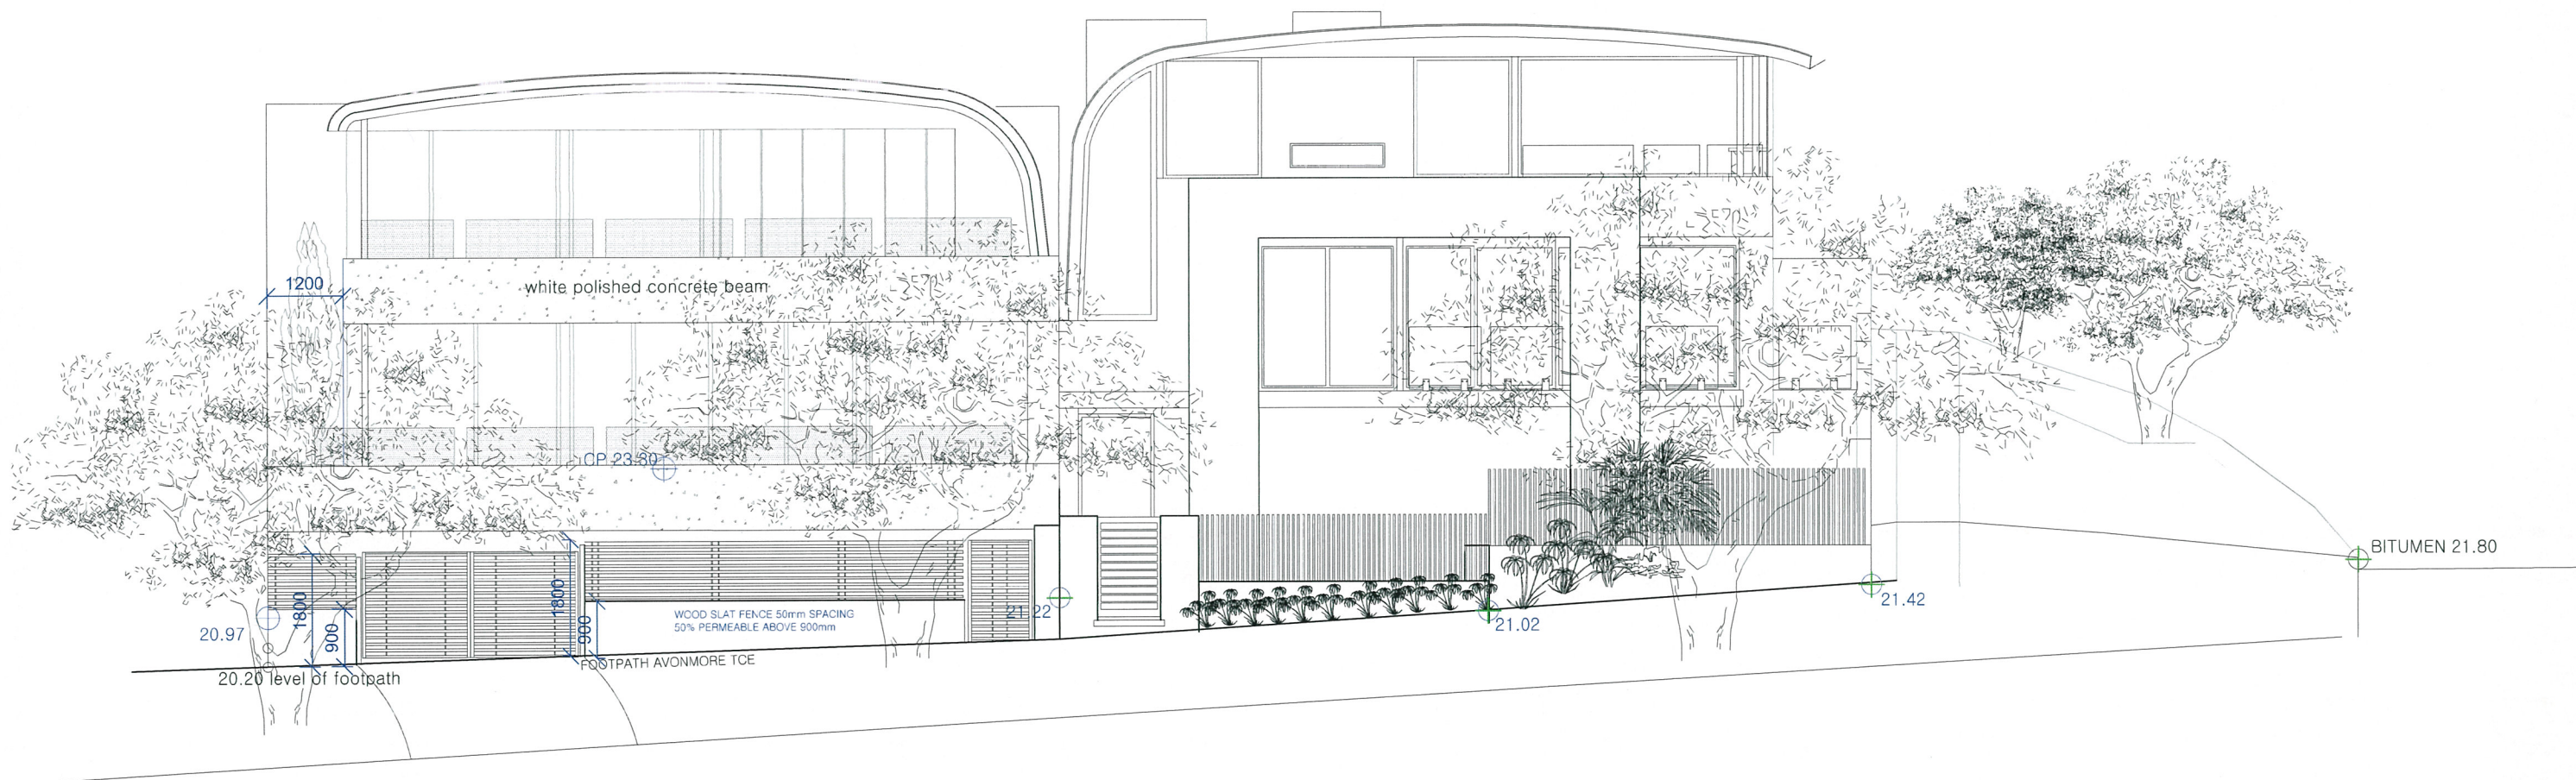 1200
white polished concrete beam
CP 23.80
BITUMEN 21.80
1800
1800
900
900
WOOD SLAT FENCE 50mm SPACING
50% PERMEABLE ABOVE 900mm
21.22
21.42
20.97
21.02
FOOTPATH AVONMORE TCE
20.20 level of footpath